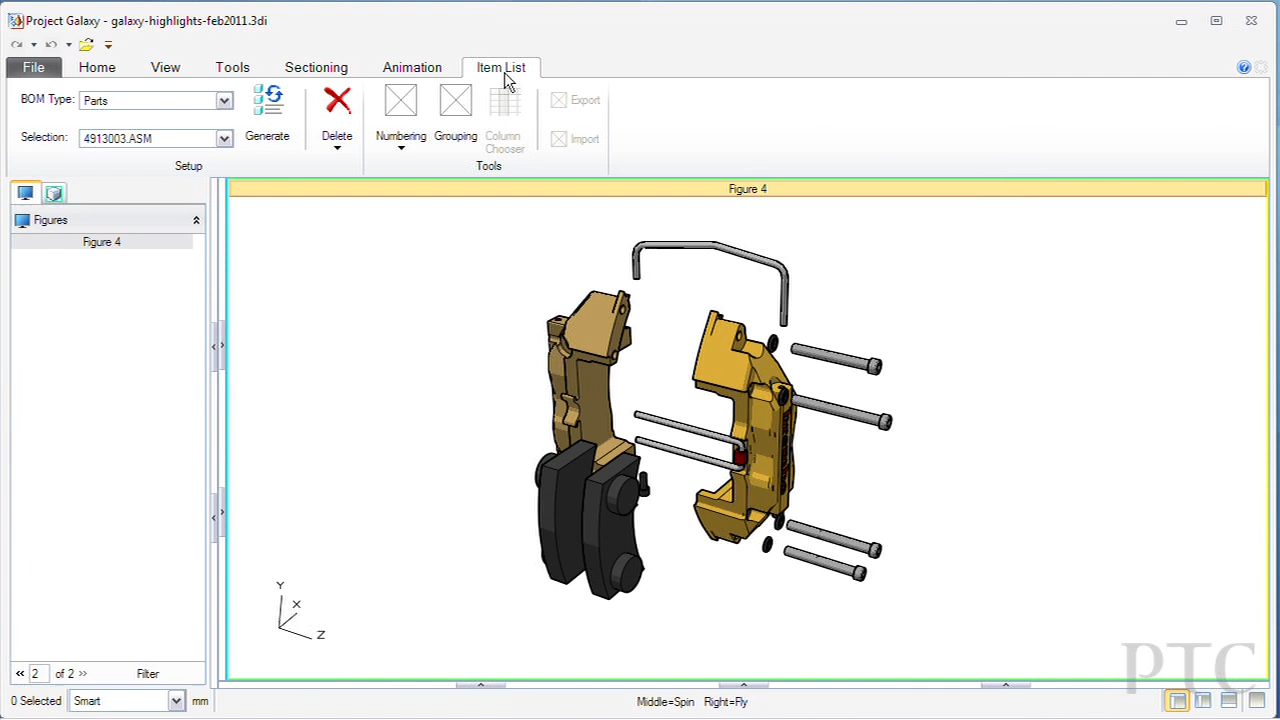 Project Galaxy - galaxy-highlights-feb2011.3di
File Home View Tools Sectioning Animation Item List
BOM Type: Parts
Selection: 4913003.ASM
Generate
Delete
Numbering
Grouping
Column
Chooser
Export
Import
Setup
Tools
Figures
Figure 4
Figure 4
Y
X
Z
2 of 2 >>
Filter
0 Selected Smart mm
Middle=Spin Right=Fly
PTC